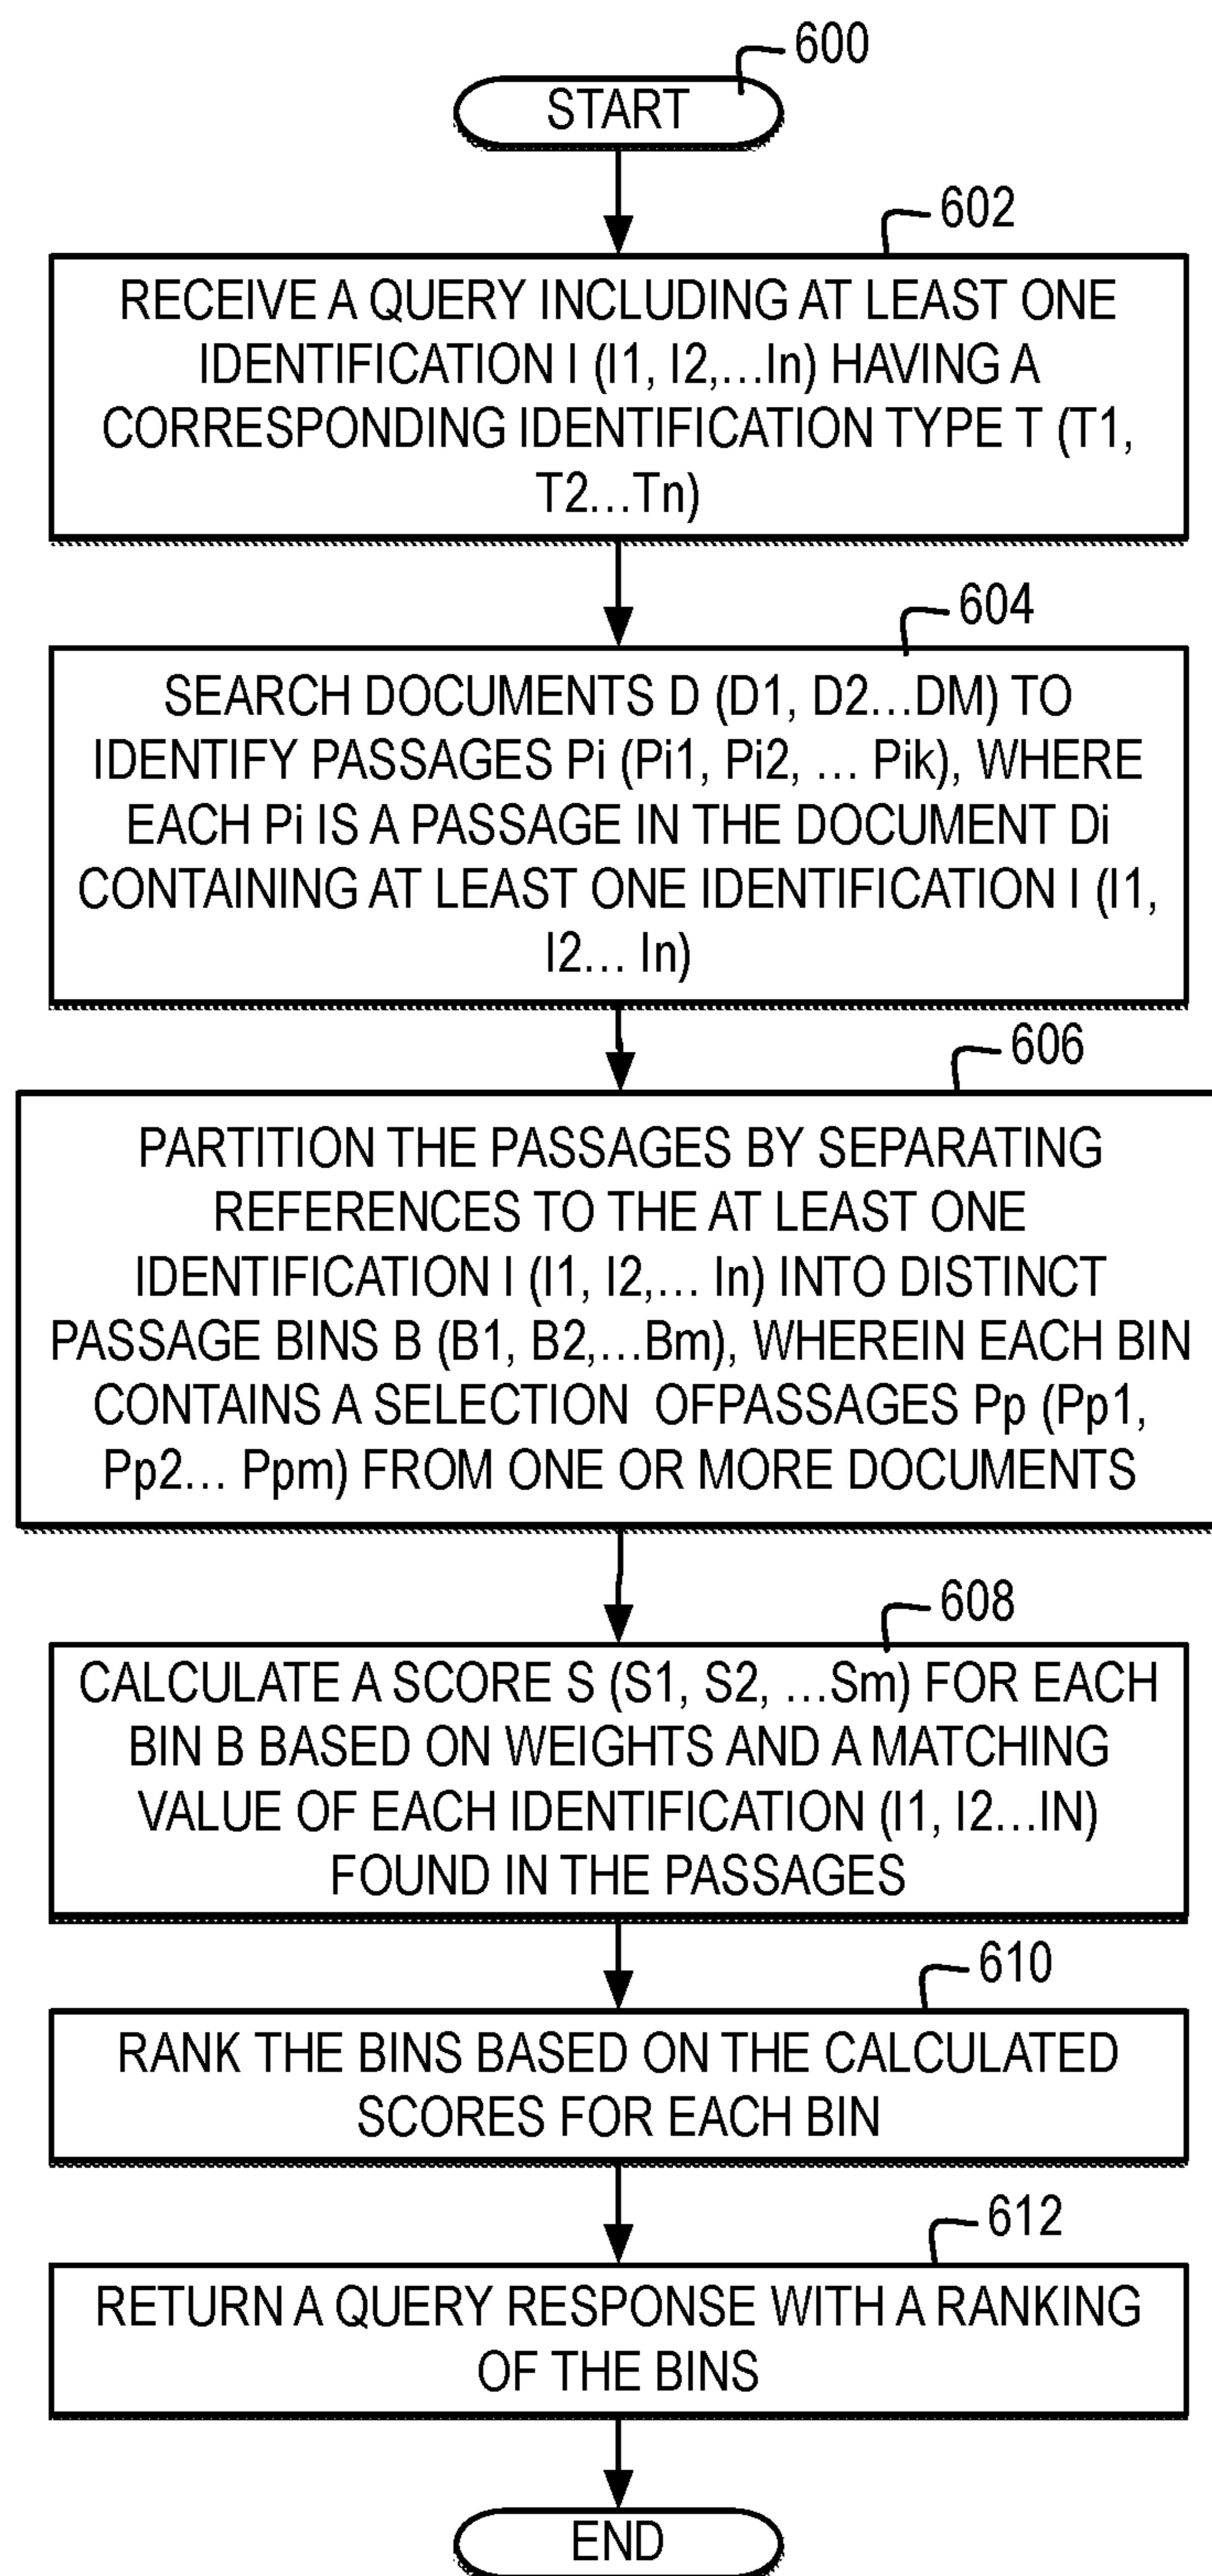 600
START
602
RECEIVE A QUERY INCLUDING AT LEAST ONE
IDENTIFICATION I (I1, I2,...In) HAVING A
CORRESPONDING IDENTIFICATION TYPE T (T1,
T2...Tn)
604
SEARCH DOCUMENTS D (D1, D2...DM) TO
IDENTIFY PASSAGES Pi (Pi1, Pi2, ... Pik), WHERE
EACH Pi IS A PASSAGE IN THE DOCUMENT Di
CONTAINING AT LEAST ONE IDENTIFICATION I (I1,
I2... In)
606
PARTITION THE PASSAGES BY SEPARATING
REFERENCES TO THE AT LEAST ONE
IDENTIFICATION I (I1, I2,... In) INTO DISTINCT
PASSAGE BINS B (B1, B2,...Bm), WHEREIN EACH BIN
CONTAINS A SELECTION OFPASSAGES Pp (Pp1,
Pp2... Ppm) FROM ONE OR MORE DOCUMENTS
608
CALCULATE A SCORE S (S1, S2, ...Sm) FOR EACH
BIN B BASED ON WEIGHTS AND A MATCHING
VALUE OF EACH IDENTIFICATION (I1, I2...IN)
FOUND IN THE PASSAGES
610
RANK THE BINS BASED ON THE CALCULATED
SCORES FOR EACH BIN
612
RETURN A QUERY RESPONSE WITH A RANKING
OF THE BINS
END